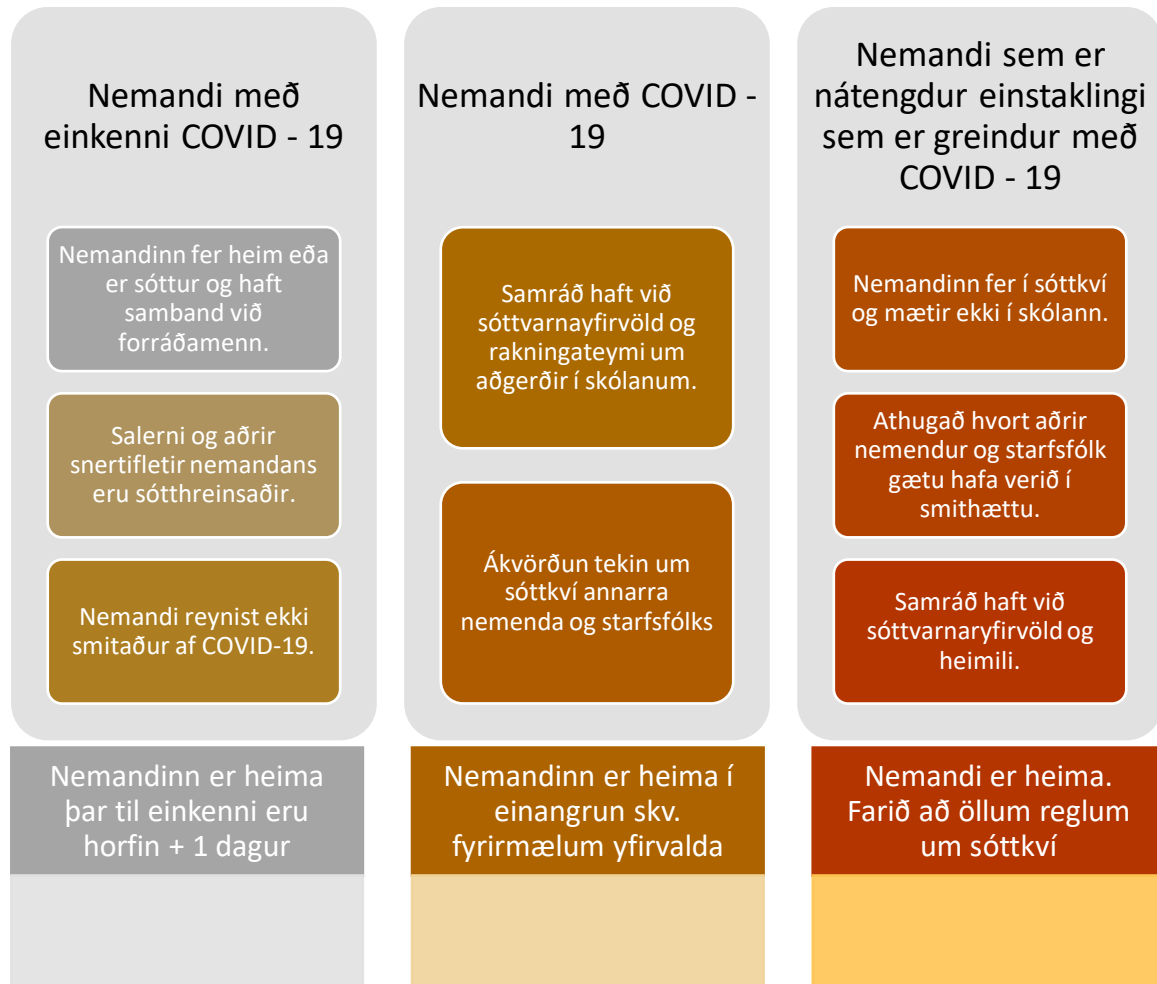 Nemandi með
einkenni COVID - 19
Nemandinn fer heim eða
er sóttur og haft
samband við
forráðamenn.
Salerni og aðrir
snertifletir nemandans
eru sótthreinsaðir.
Nemandi reynist ekki
smitaður af COVID-19.
Nemandinn er heima
þar til einkenni eru
horfin + 1 dagur
Nemandi með COVID -
19
Samráð haft við
sóttvarnayfirvöld og
rakningateymi um
aðgerðir í skólanum.
Ákvörðun tekin um
sóttkví annarra
nemenda og starfsfólks
Nemandinn er heima í
einangrun skv.
fyrirmælum yfirvalda
Nemandi sem er
nátengdur einstaklingi
sem er greindur með
COVID - 19
Nemandinn fer í sóttkví
og mætir ekki í skólann.
Athugað hvort aðrir
nemendur og starfsfólk
gætu hafa verið í
smithættu.
Samráð haft við
sóttvarnaryfirvöld og
heimili.
Nemandi er heima.
Farið að öllum reglum
um sóttkví